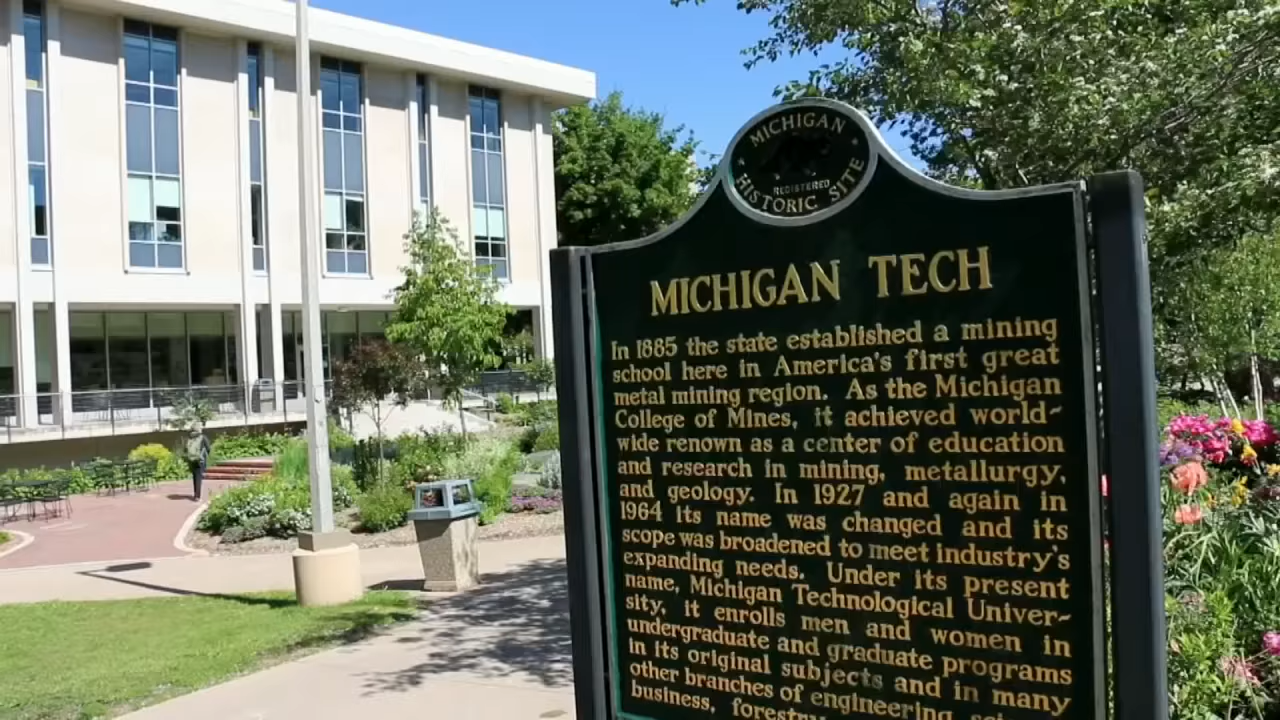 MICHIGAN
REGISTERED
HISTORIC SITE
MICHIGAN TECH
In 1885 the state established a mining
school here in America's first great
metal mining region. As the Michigan
College of Mines, it achieved world-
wide renown as a center of education
and research in mining, metallurgy,
and geology. In 1927 and again in
1964 its name was changed and its
scope was broadened to meet industry's
expanding needs. Under its present
name, Michigan Technological Univer-
sity, it enrolls men and women in
undergraduate and graduate programs
in its original subjects and in many
other branches of engineering,
business, forestry